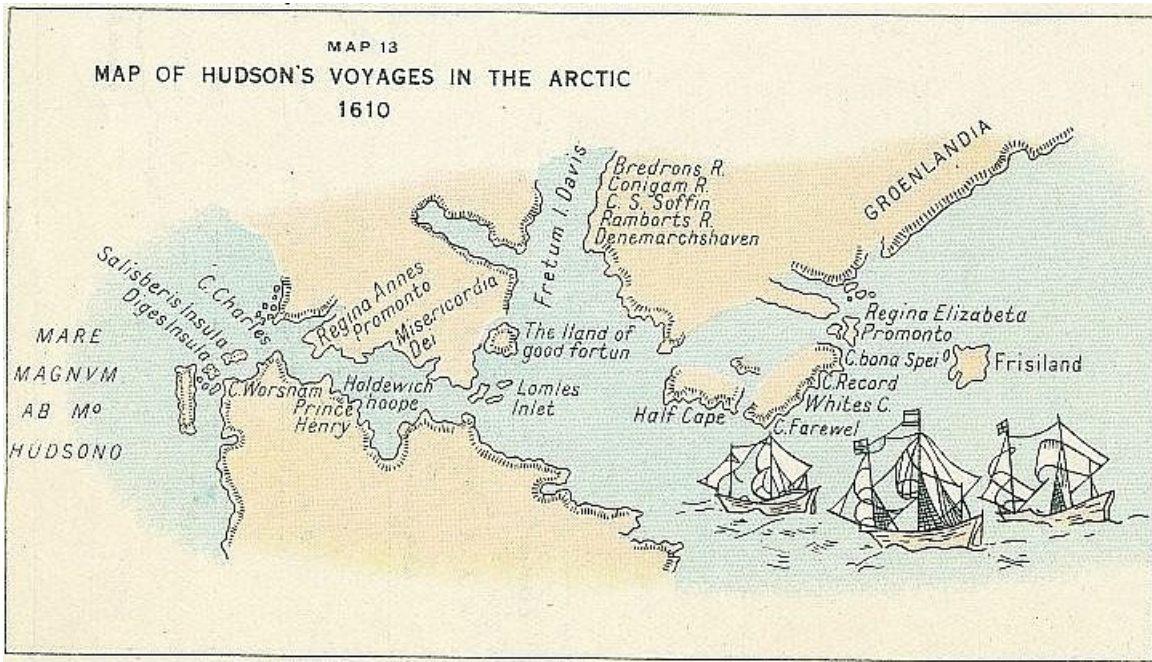 MAP 13
MAP OF HUDSON'S VOYAGES IN THE ARCTIC
1610
Fretum I. Davis
Bredrons R.
Conigam R.
C. S. Soffin
Ramborts R.
Denemarchshaven
GROENLANDIA
Salisberis Insula
C. Charles
Diges Insula
Regina Annes
Promonto
Misericordia
Dei
The Iland of
good fortun
Regina Elizabeta
Promonto
MARE
MAGNVM
AB Mº
HUDSONO
C. Worsnam
Prince
Henry
Holdewich
hoope
Lomles
Inlet
Half Cape
C. bona Speiº
Frisiland
C. Record
Whites C.
C. Farewel